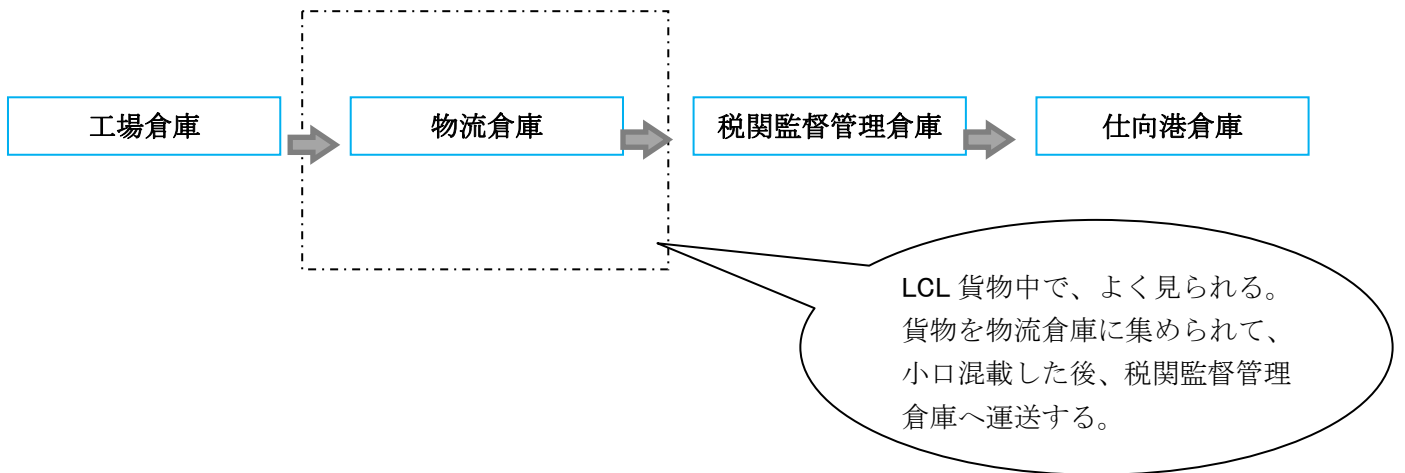 工場倉庫
物流倉庫
税関監督管理倉庫
仕向港倉庫
LCL 貨物中で、よく見られる。
貨物を物流倉庫に集められて、
小口混載した後、税関監督管理
倉庫へ運送する。